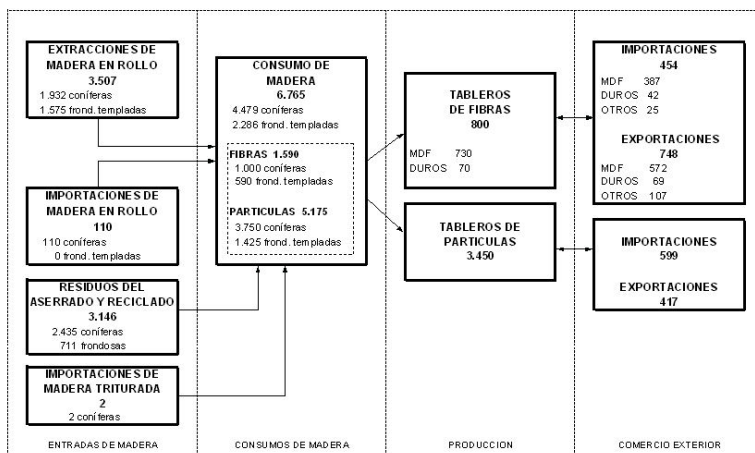 EXTRACCIONES DE
MADERA EN ROLLO
3.507
1.932 coníferas
1.575 frond. templadas
IMPORTACIONES DE
MADERA EN ROLLO
110
110 coníferas
0 frond. templadas
RESIDUOS DEL
ASERRADO Y RECICLADO
3.146
2.435 coníferas
711 frondosas
IMPORTACIONES DE
MADERA TRITURADA
2
2 coníferas
ENTRADAS DE MADERA
CONSUMO DE
MADERA
6.765
4.479 coníferas
2.286 frond. templadas
FIBRAS 1.590
1.000 coníferas
590 frond. templadas
PARTICULAS 5.175
3.750 coníferas
1.425 frond. templadas
CONSUMOS DE MADERA
TABLEROS
DE FIBRAS
800
MDF 730
DUROS 70
TABLEROS DE
PARTICULAS
3.450
PRODUCCION
IMPORTACIONES
454
MDF 387
DUROS 42
OTROS 25
EXPORTACIONES
748
MDF 572
DUROS 69
OTROS 107
IMPORTACIONES
599
EXPORTACIONES
417
COMERCIO EXTERIOR